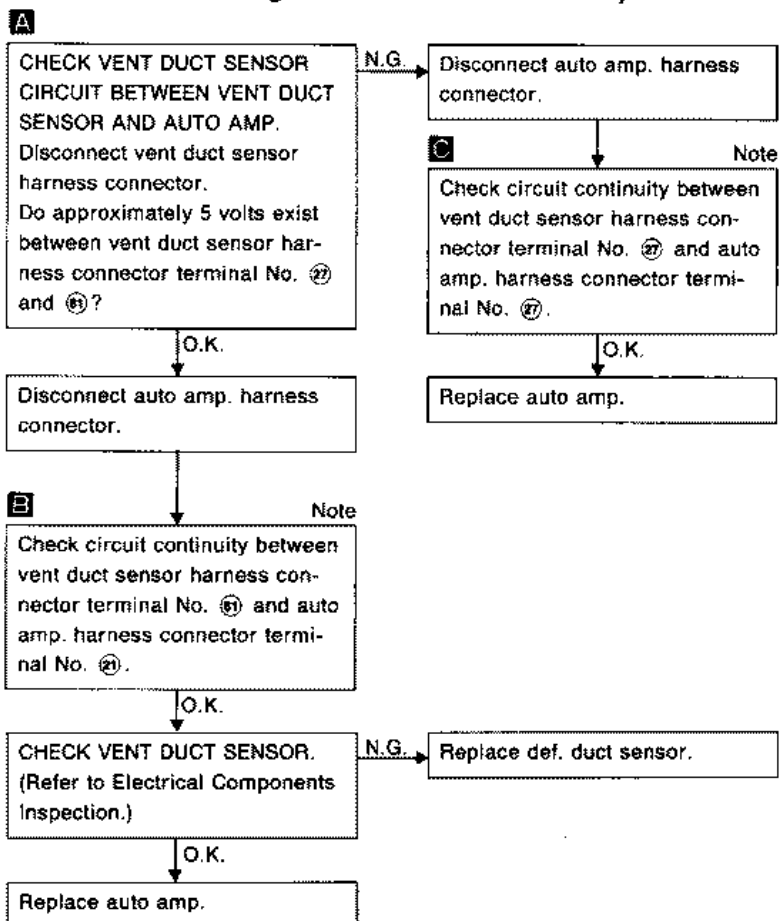 A
CHECK VENT DUCT SENSOR
CIRCUIT BETWEEN VENT DUCT
SENSOR AND AUTO AMP.
Disconnect vent duct sensor
harness connector.
Do approximately 5 volts exist
between vent duct sensor har-
ness connector terminal No. 27
and 61?
N.G.
Disconnect auto amp. harness
connector.
C
Note
Check circuit continuity between
vent duct sensor harness con-
nector terminal No. 27 and auto
amp. harness connector termi-
nal No. 27.
O.K.
Replace auto amp.
O.K.
Disconnect auto amp. harness
connector.
B
Note
Check circuit continuity between
vent duct sensor harness con-
nector terminal No. 61 and auto
amp. harness connector termi-
nal No. 21.
O.K.
CHECK VENT DUCT SENSOR.
(Refer to Electrical Components
Inspection.)
N.G.
Replace def. duct sensor.
O.K.
Replace auto amp.